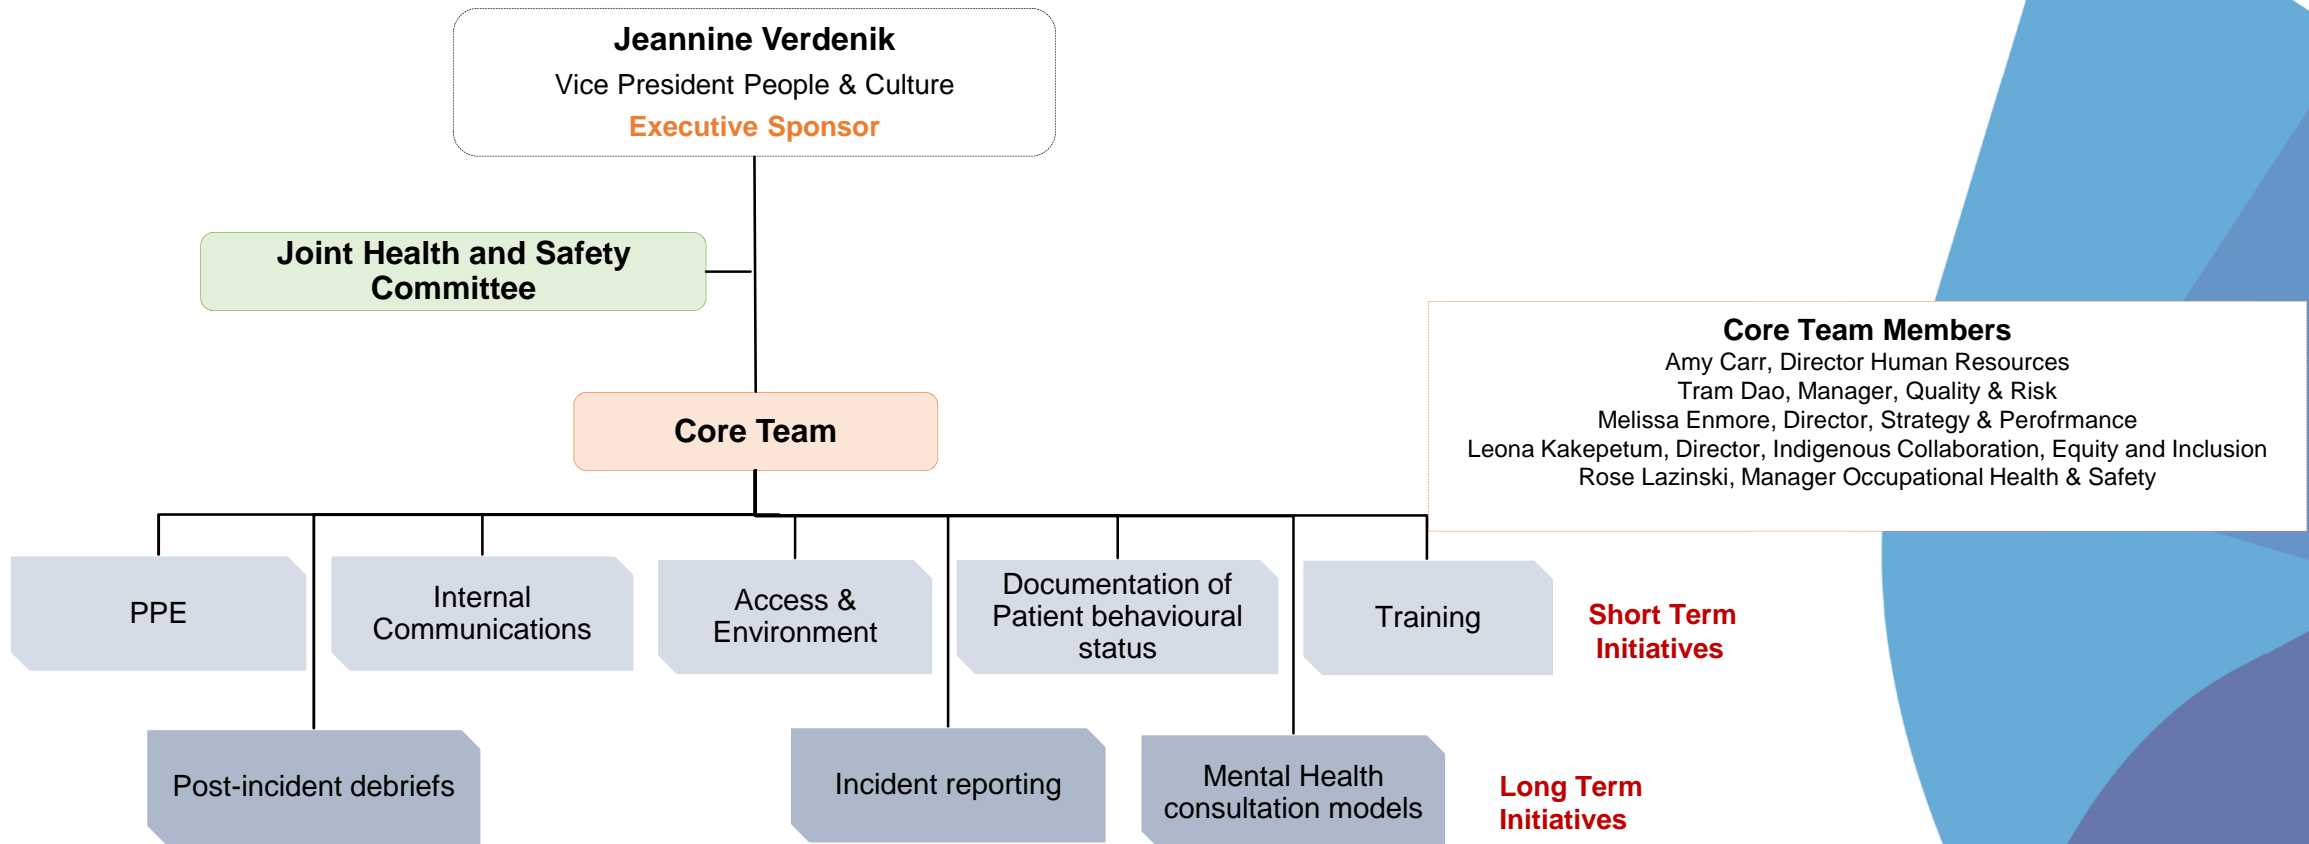 Jeannine Verdenik
Vice President People & Culture
Executive Sponsor
Joint Health and Safety
Committee
Core Team Members
Amy Carr, Director Human Resources
Tram Dao, Manager, Quality & Risk
Melissa Enmore, Director, Strategy & Perofrmance
Leona Kakepetum, Director, Indigenous Collaboration, Equity and Inclusion
Rose Lazinski, Manager Occupational Health & Safety
Core Team
PPE
Internal
Communications
Access &
Environment
Documentation of
Patient behavioural
status
Training
Short Term
Initiatives
Post-incident debriefs
Incident reporting
Mental Health
consultation models
Long Term
Initiatives